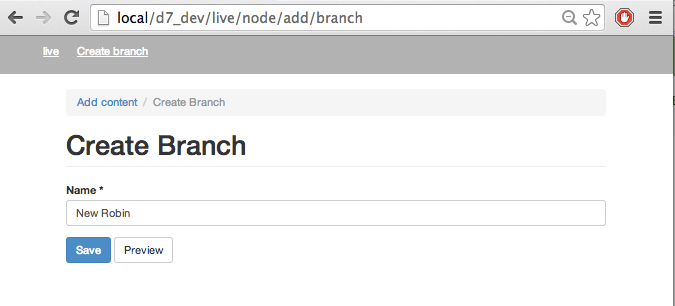 local/d7_dev/live/node/add/branch
live Create branch
Add content / Create Branch
Create Branch
Name *
New Robin
Save Preview